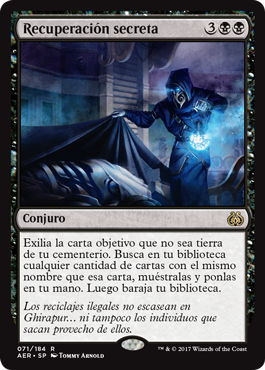 Recuperación secreta 3
Conjuro
Exilia la carta objetivo que no sea tierra
de tu cementerio. Busca en tu biblioteca
cualquier cantidad de cartas con el mismo
nombre que esa carta, muéstralas y ponlas
en tu mano. Luego baraja tu biblioteca.
Los reciclajes ilegales no escasean en
Ghirapur... ni tampoco los individuos que
sacan provecho de ellos.
071/184 R
AER • SP TOMMY ARNOLD
™ & © 2017 Wizards of the Coast